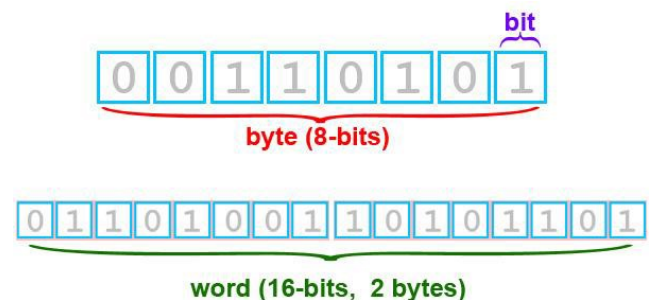 bit
0 0 1 1 0 1 0 1
byte (8-bits)
0 1 1 0 1 0 0 1 1 0 1 0 1 1 0 1
word (16-bits, 2 bytes)